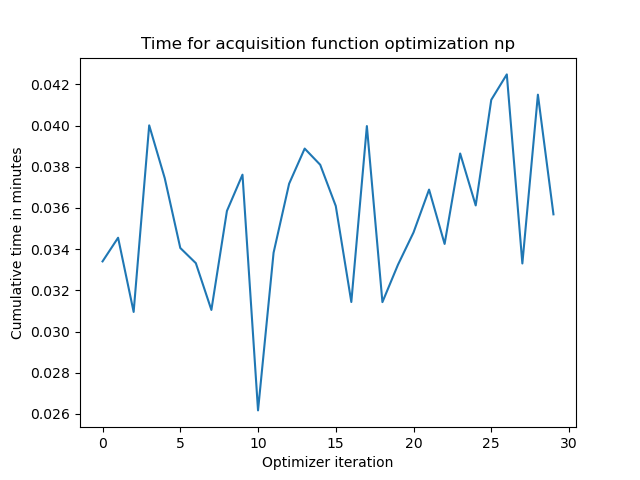 Time for acquisition function optimization np
0.042
0.040
0.038
0.036
0.034
0.032
0.030
0.028
0.026
Cumulative time in minutes
0 5 10 15 20 25 30
Optimizer iteration